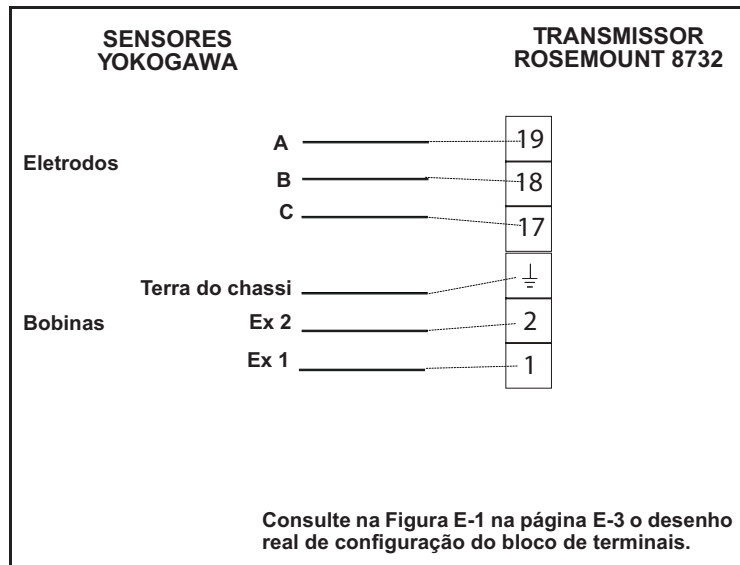 SENSORES
YOKOGAWA
TRANSMISSOR
ROSEMOUNT 8732
Eletrodos
A
19
B
18
C
17
Terra do chassi
Bobinas
Ex 2
2
Ex 1
1
Consulte na Figura E-1 na página E-3 o desenho
real de configuração do bloco de terminais.